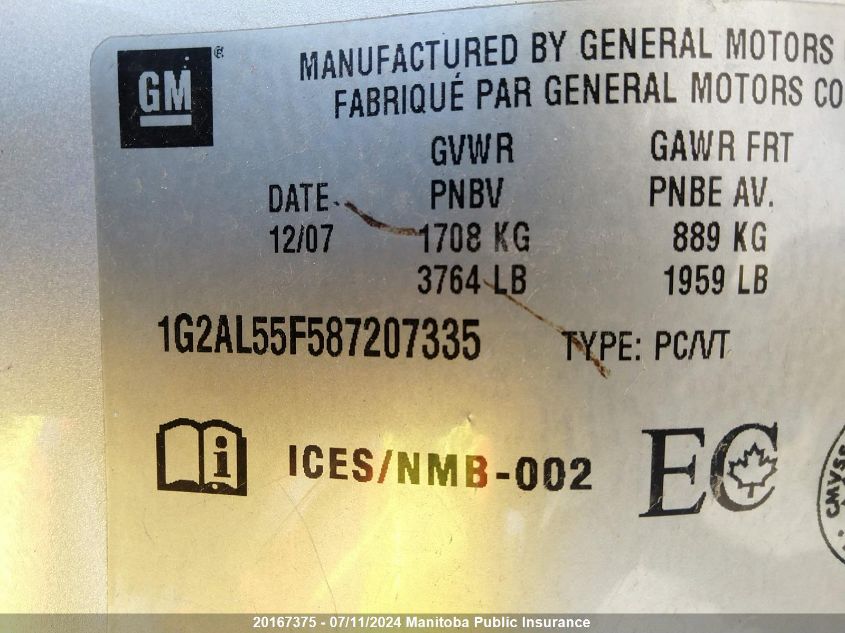 GM ®
MANUFACTURED BY GENERAL MOTORS
FABRIQUÉ PAR GENERAL MOTORS CO
GVWR GAWR FRT
DATE PNBV PNBE AV.
12/07 1708 KG 889 KG
3764 LB 1959 LB
1G2AL55F587207335 TYPE: PC/VT
i ICES/NMB-002 EC
CMVSS
20167375 - 07/11/2024 Manitoba Public Insurance